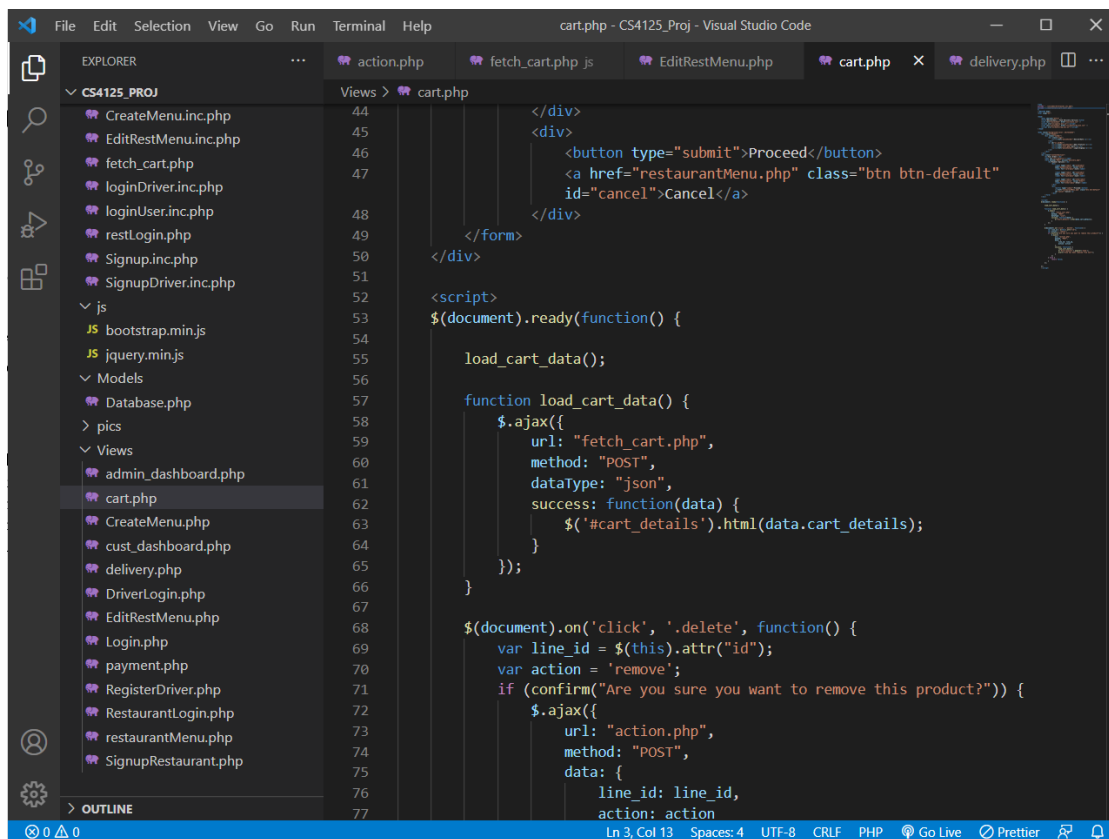 File Edit Selection View Go Run Terminal Help cart.php - CS4125_Proj - Visual Studio Code
EXPLORER ···
CS4125_PROJ
CreateMenu.inc.php
EditRestMenu.inc.php
fetch_cart.php
loginDriver.inc.php
loginUser.inc.php
restLogin.php
Signup.inc.php
SignupDriver.inc.php
js
JS bootstrap.min.js
JS jquery.min.js
Models
Database.php
pics
Views
admin_dashboard.php
cart.php
CreateMenu.php
cust_dashboard.php
delivery.php
DriverLogin.php
EditRestMenu.php
Login.php
payment.php
RegisterDriver.php
RestaurantLogin.php
restaurantMenu.php
SignupRestaurant.php
OUTLINE
action.php fetch_cart.php js EditRestMenu.php cart.php delivery.php ···
Views > cart.php
44 </div>
45 <div>
46 <button type="submit">Proceed</button>
47 <a href="restaurantMenu.php" class="btn btn-default"
id="cancel">Cancel</a>
48 </div>
49 </form>
50 </div>
51
52 <script>
53 $(document).ready(function() {
54
55 load_cart_data();
56
57 function load_cart_data() {
58 $.ajax({
59 url: "fetch_cart.php",
60 method: "POST",
61 dataType: "json",
62 success: function(data) {
63 $('#cart_details').html(data.cart_details);
64 }
65 });
66 }
67
68 $(document).on('click', '.delete', function() {
69 var line_id = $(this).attr("id");
70 var action = 'remove';
71 if (confirm("Are you sure you want to remove this product?")) {
72 $.ajax({
73 url: "action.php",
74 method: "POST",
75 data: {
76 line_id: line_id,
77 action: action
0 0 Ln 3, Col 13 Spaces: 4 UTF-8 CRLF PHP Go Live Prettier